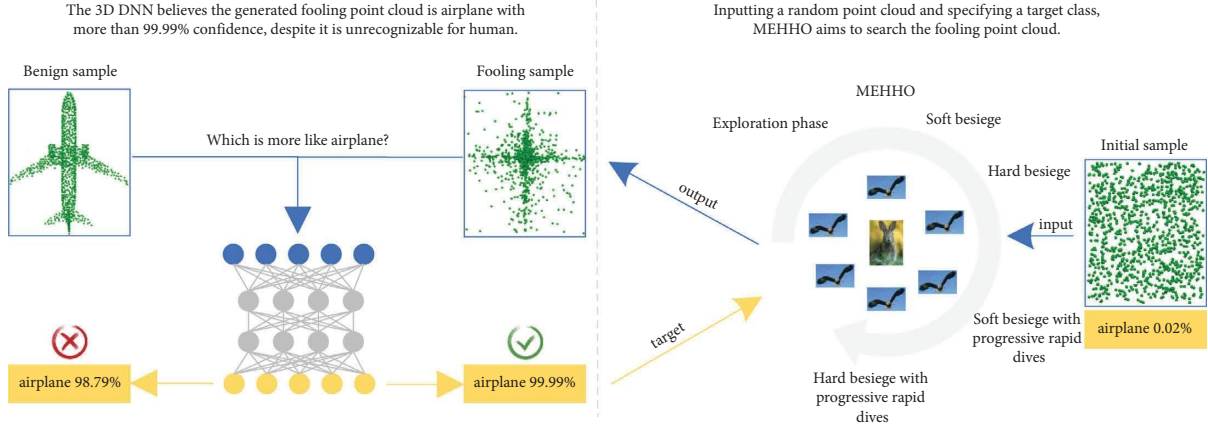 The 3D DNN believes the generated fooling point cloud is airplane with
more than 99.99% confidence, despite it is unrecognizable for human.
Benign sample
Fooling sample
Which is more like airplane?
airplane 98.79%
airplane 99.99%
Inputting a random point cloud and specifying a target class,
MEHHO aims to search the fooling point cloud.
MEHHO
Exploration phase
Soft besiege
Hard besiege
Initial sample
output
input
target
Soft besiege with
progressive rapid
dives
airplane 0.02%
Hard besiege with
progressive rapid
dives